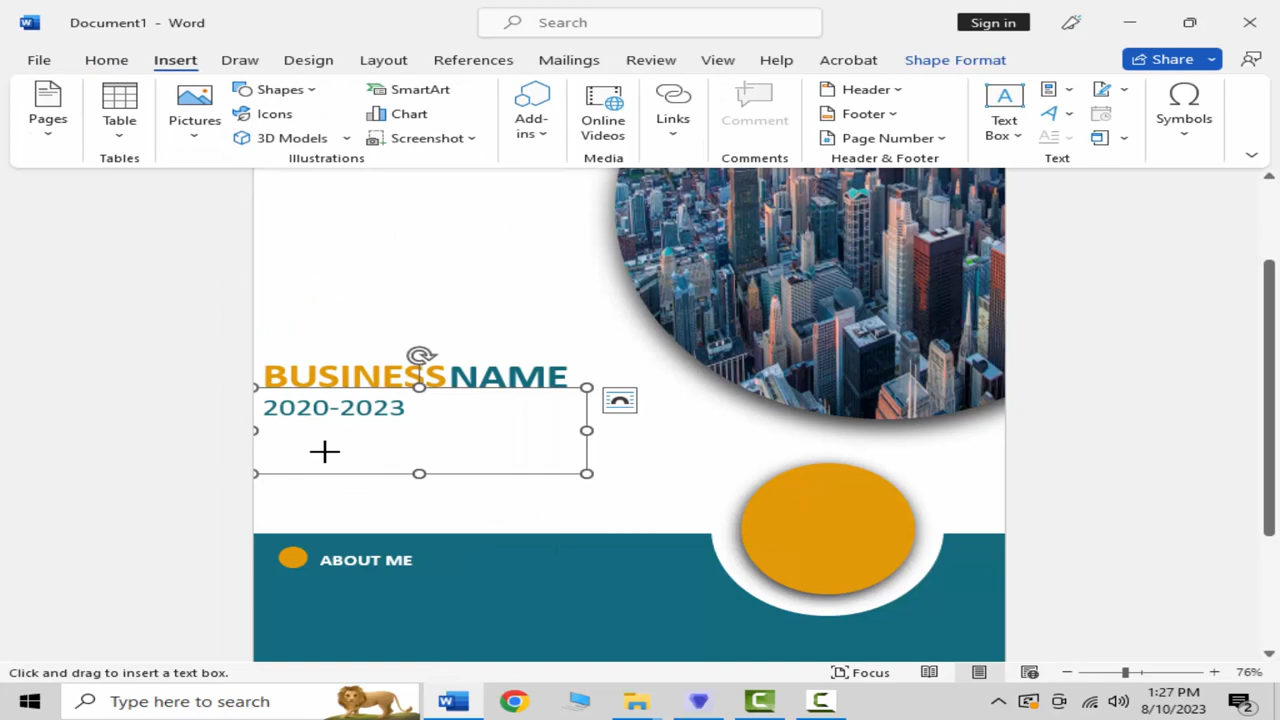 Document1 - Word
Search
Sign in
File
Home
Insert
Draw
Design
Layout
References
Mailings
Review
View
Help
Acrobat
Shape Format
Share
Pages
Table
Pictures
Shapes
Icons
3D Models
SmartArt
Chart
Screenshot
Add-
ins
Online
Videos
Links
Comment
Header
Footer
Page Number
Text
Box
Symbols
Tables
Illustrations
Media
Comments
Header & Footer
Text
BUSINESSNAME
2020-2023
ABOUT ME
Click and drag to insert a text box.
Focus
76%
Type here to search
1:27 PM
8/10/2023
2